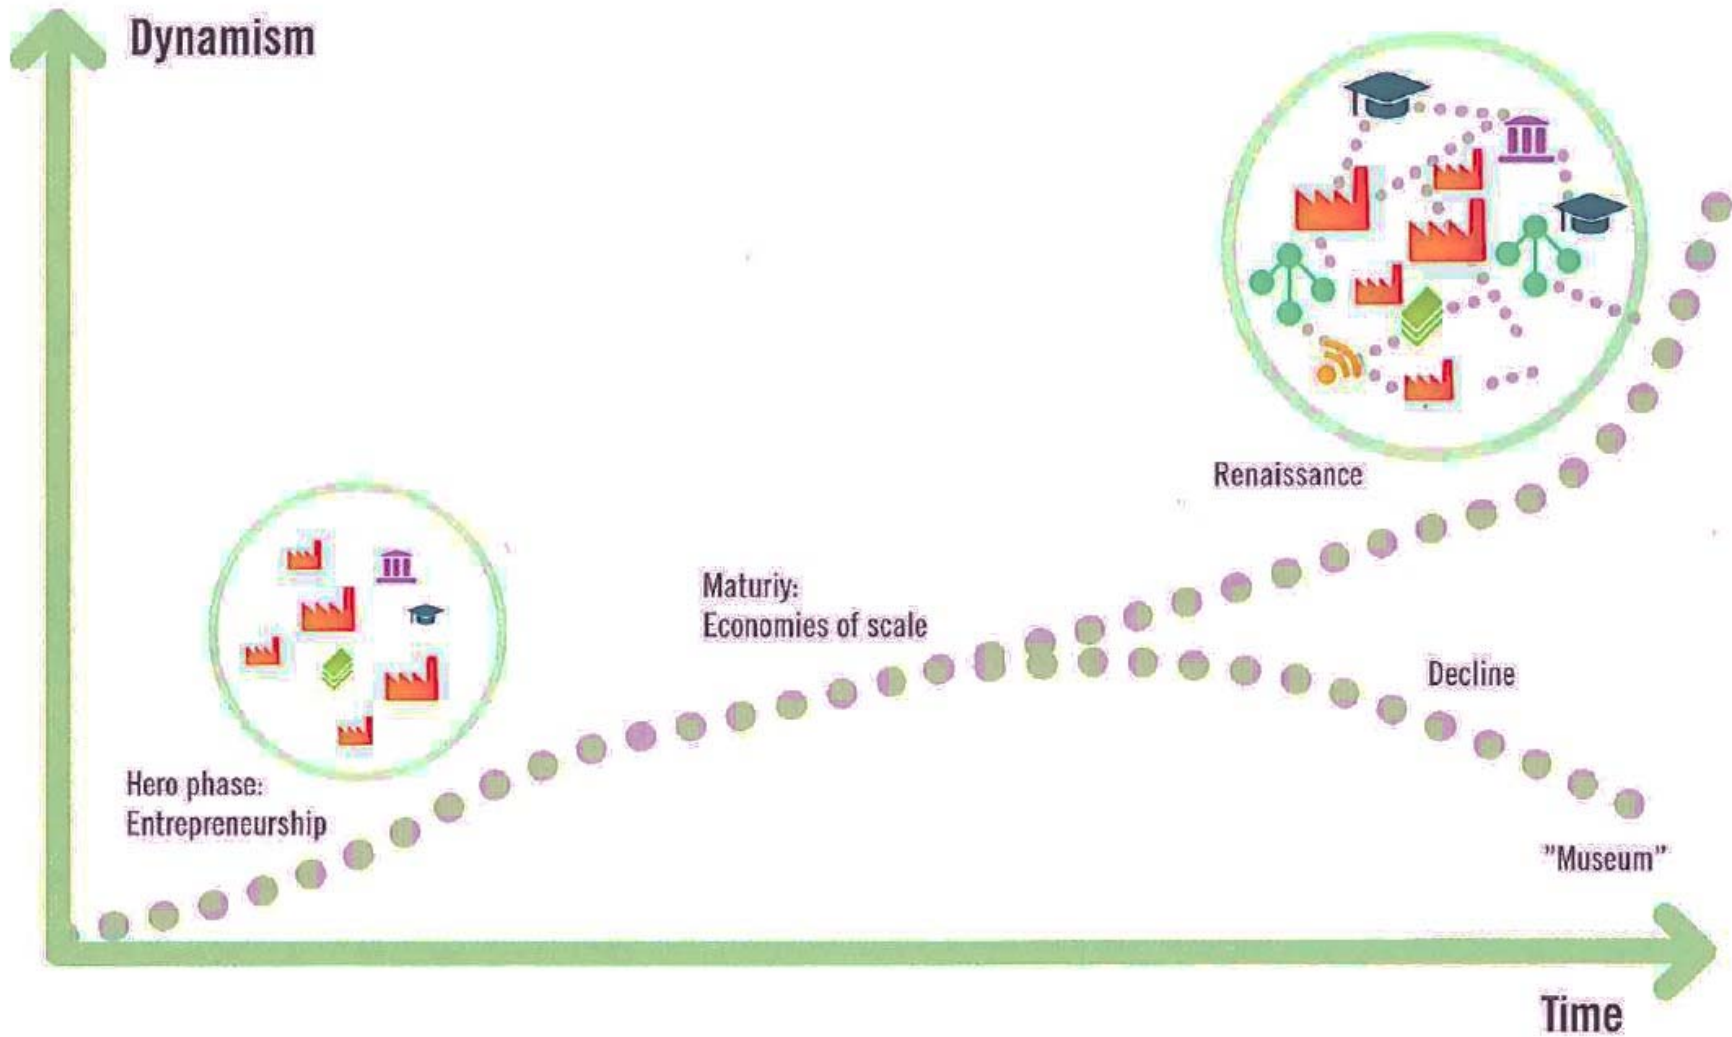 Dynamism
Renaissance
Maturiy:
Economies of scale
Decline
Hero phase:
Entrepreneurship
"Museum"
Time